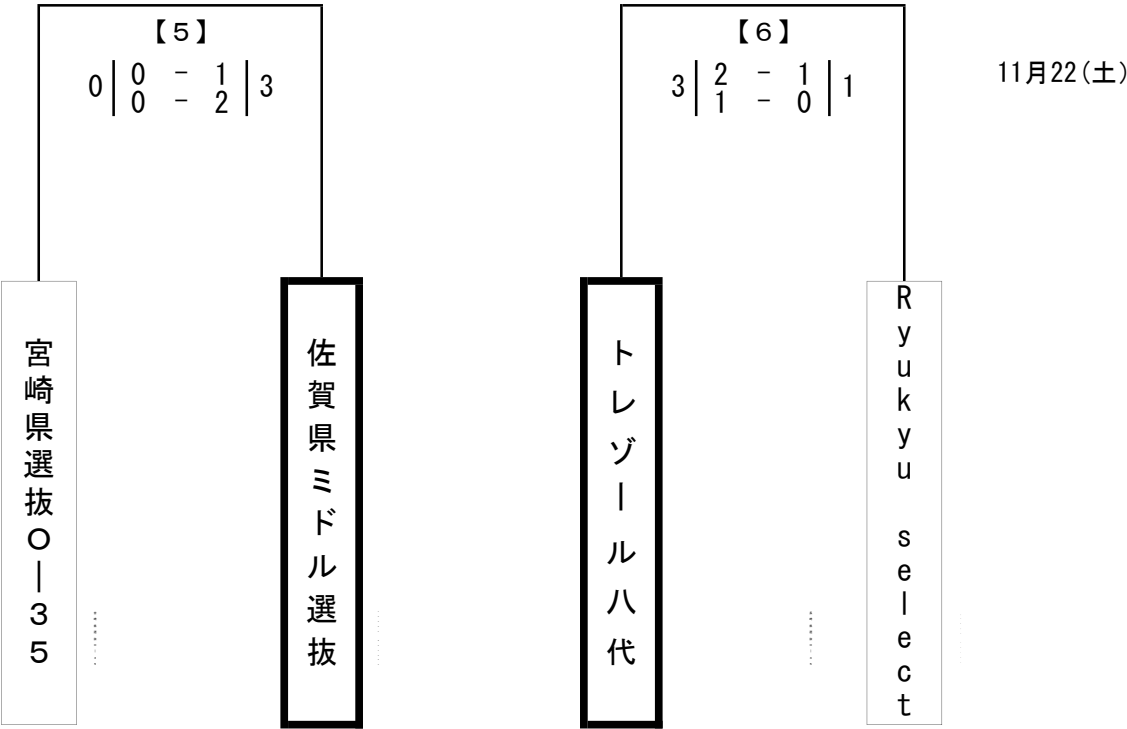 【５】
【６】
0 0 - 1 3
0 - 2
3 2 - 1 1
1 - 0
11月22(土)
宮崎県選抜Ｏ―３５
佐賀県ミドル選抜
トレゾール八代
Ryukyu select